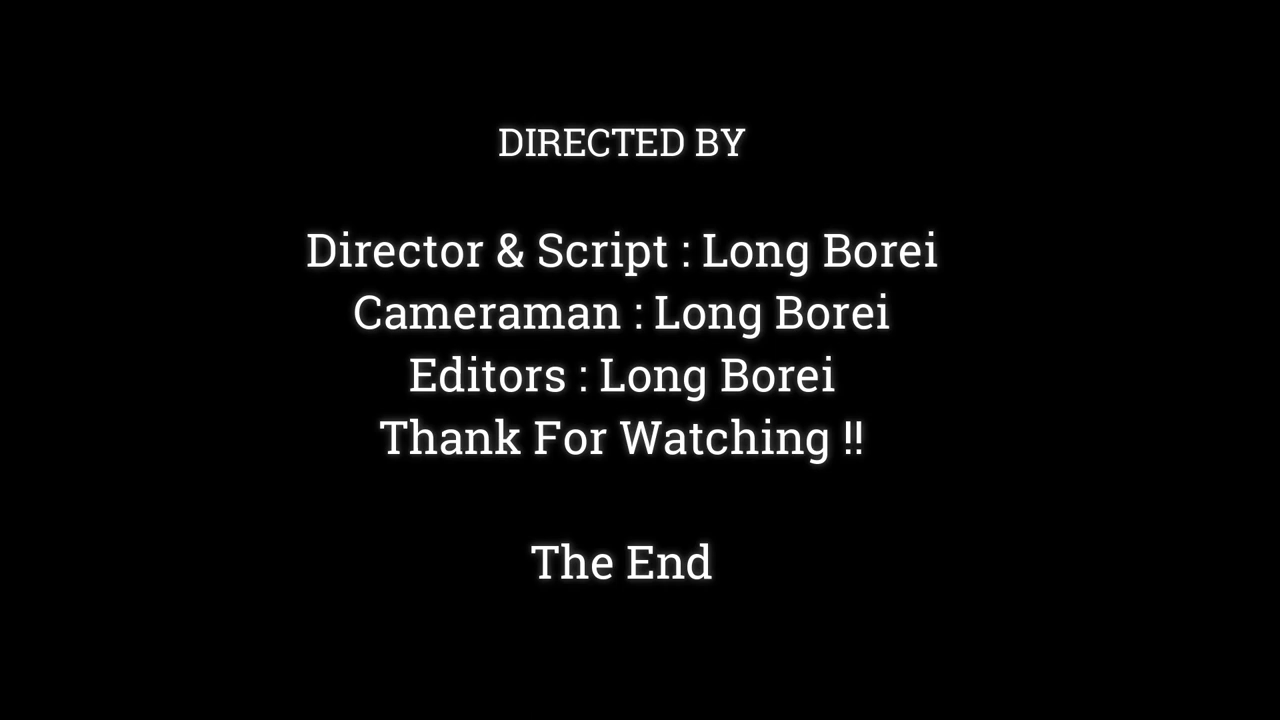 DIRECTED BY
Director & Script : Long Borei
Cameraman : Long Borei
Editors : Long Borei
Thank For Watching !!
The End